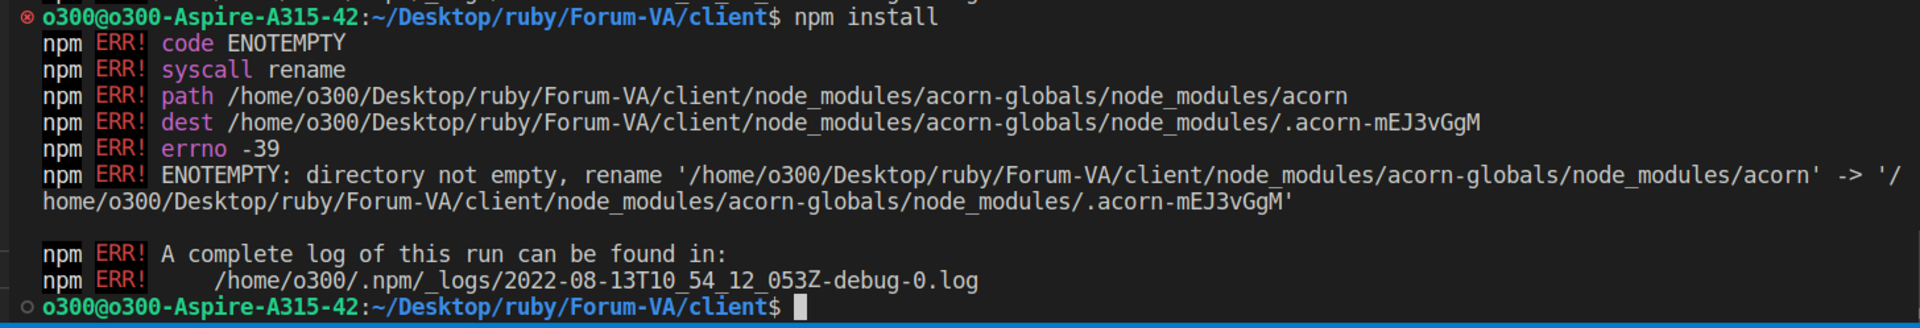 o300@o300-Aspire-A315-42:~/Desktop/ruby/Forum-VA/client$ npm install
npm ERR! code ENOTEMPTY
npm ERR! syscall rename
npm ERR! path /home/o300/Desktop/ruby/Forum-VA/client/node_modules/acorn-globals/node_modules/acorn
npm ERR! dest /home/o300/Desktop/ruby/Forum-VA/client/node_modules/acorn-globals/node_modules/.acorn-mEJ3vGgM
npm ERR! errno -39
npm ERR! ENOTEMPTY: directory not empty, rename '/home/o300/Desktop/ruby/Forum-VA/client/node_modules/acorn-globals/node_modules/acorn' -> '/
home/o300/Desktop/ruby/Forum-VA/client/node_modules/acorn-globals/node_modules/.acorn-mEJ3vGgM'
npm ERR! A complete log of this run can be found in:
npm ERR!     /home/o300/.npm/_logs/2022-08-13T10_54_12_053Z-debug-0.log
o300@o300-Aspire-A315-42:~/Desktop/ruby/Forum-VA/client$